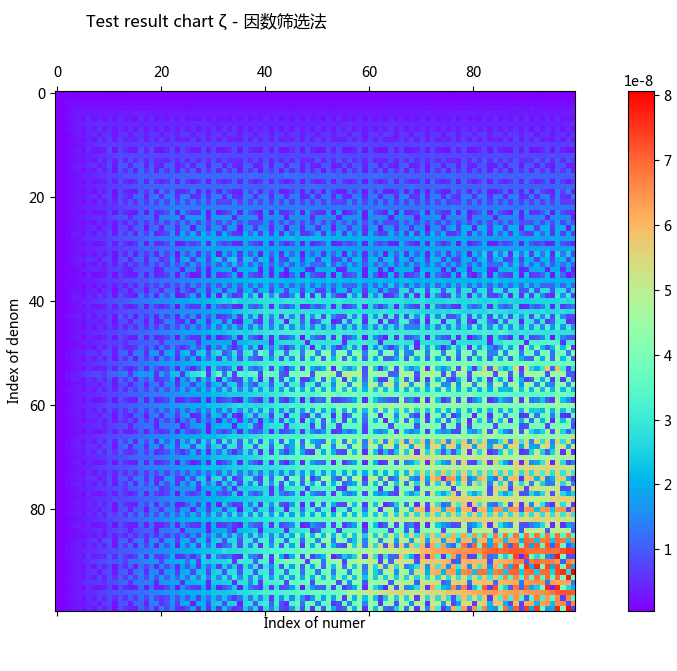 Test result chart ζ - 因数筛选法
0 20 40 60 80
1e-8
0
20
40
60
80
Index of denom
Index of numer
8
7
6
5
4
3
2
1